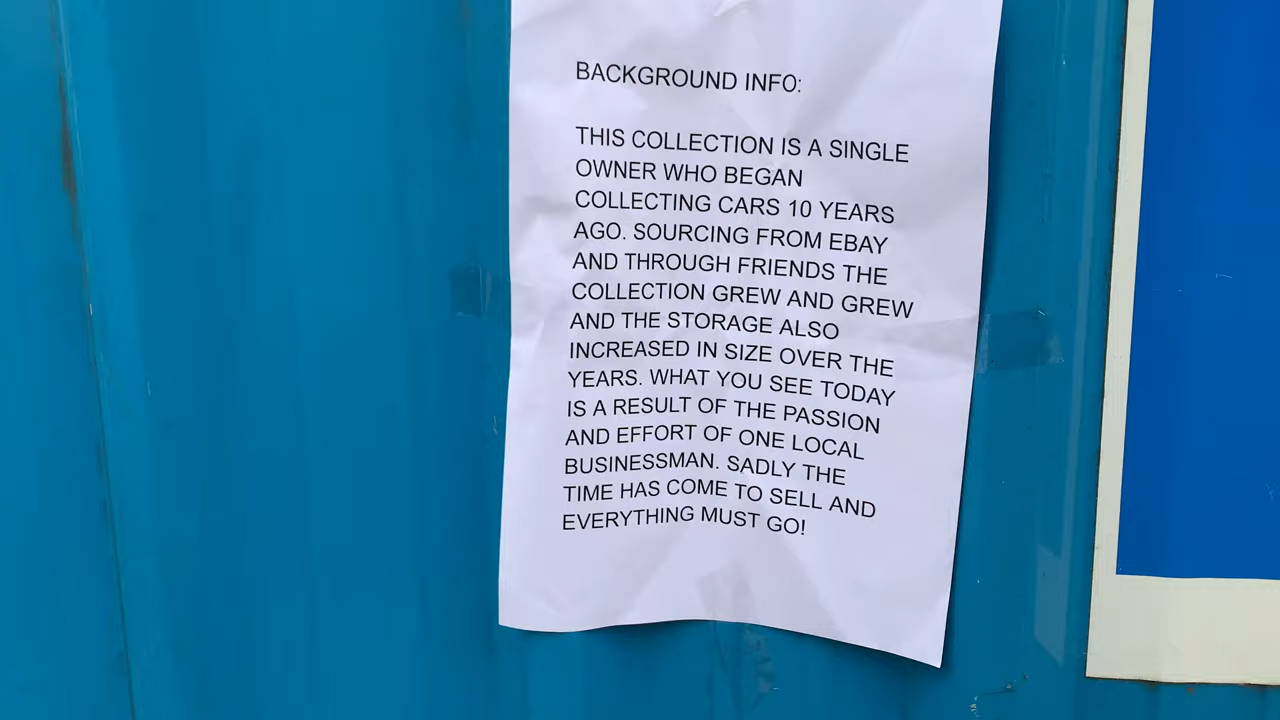 BACKGROUND INFO:
THIS COLLECTION IS A SINGLE
OWNER WHO BEGAN
COLLECTING CARS 10 YEARS
AGO. SOURCING FROM EBAY
AND THROUGH FRIENDS THE
COLLECTION GREW AND GREW
AND THE STORAGE ALSO
INCREASED IN SIZE OVER THE
YEARS. WHAT YOU SEE TODAY
IS A RESULT OF THE PASSION
AND EFFORT OF ONE LOCAL
BUSINESSMAN. SADLY THE
TIME HAS COME TO SELL AND
EVERYTHING MUST GO!